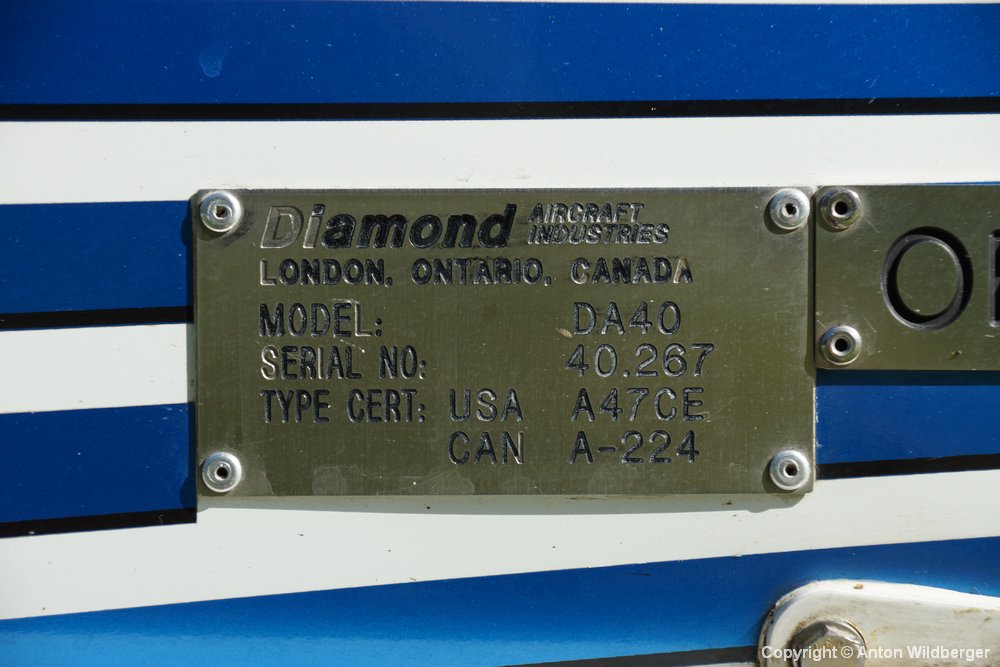 Diamond AIRCRAFT INDUSTRIES
LONDON, ONTARIO, CANADA
MODEL: DA40
SERIAL NO: 40.267
TYPE CERT: USA A47CE
CAN A-224
O
Copyright © Anton Wildberger